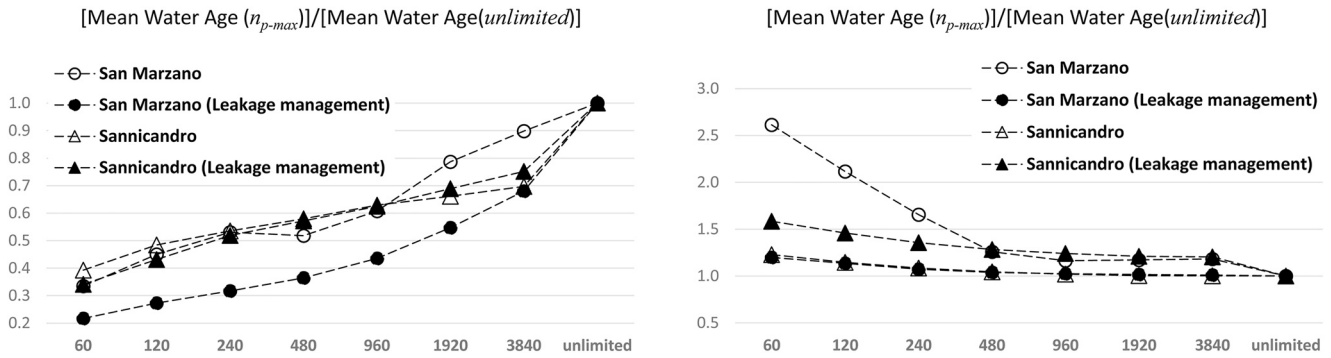 [Mean Water Age (n_p-max)]/[Mean Water Age(unlimited)]
San Marzano
San Marzano (Leakage management)
Sannicandro
Sannicandro (Leakage management)
1.0
0.9
0.8
0.7
0.6
0.5
0.4
0.3
0.2
60 120 240 480 960 1920 3840 unlimited
[Mean Water Age (n_p-max)]/[Mean Water Age(unlimited)]
San Marzano
San Marzano (Leakage management)
Sannicandro
Sannicandro (Leakage management)
3.0
2.5
2.0
1.5
1.0
0.5
60 120 240 480 960 1920 3840 unlimited